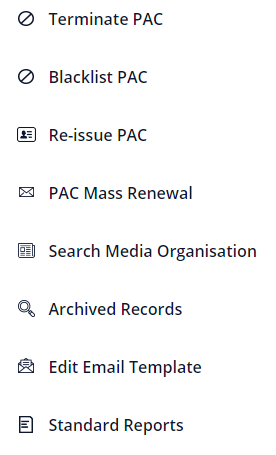 Terminate PAC
Blacklist PAC
Re-issue PAC
PAC Mass Renewal
Search Media Organisation
Archived Records
Edit Email Template
Standard Reports